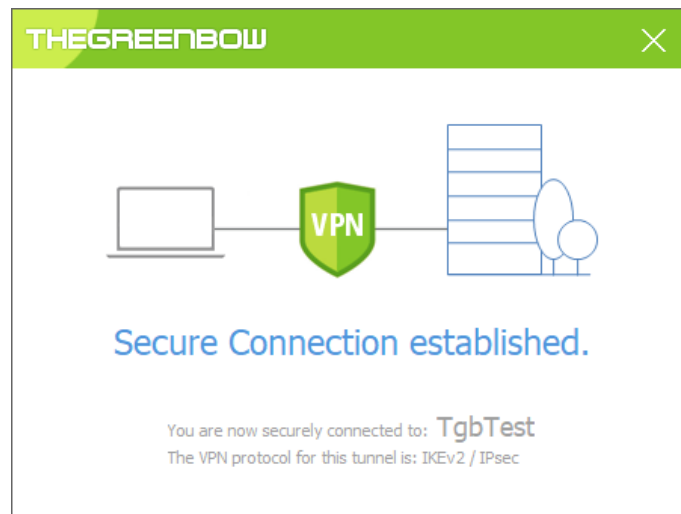 THEGREENBOW
VPN
Secure Connection established.
You are now securely connected to: TgbTest
The VPN protocol for this tunnel is: IKEv2 / IPsec